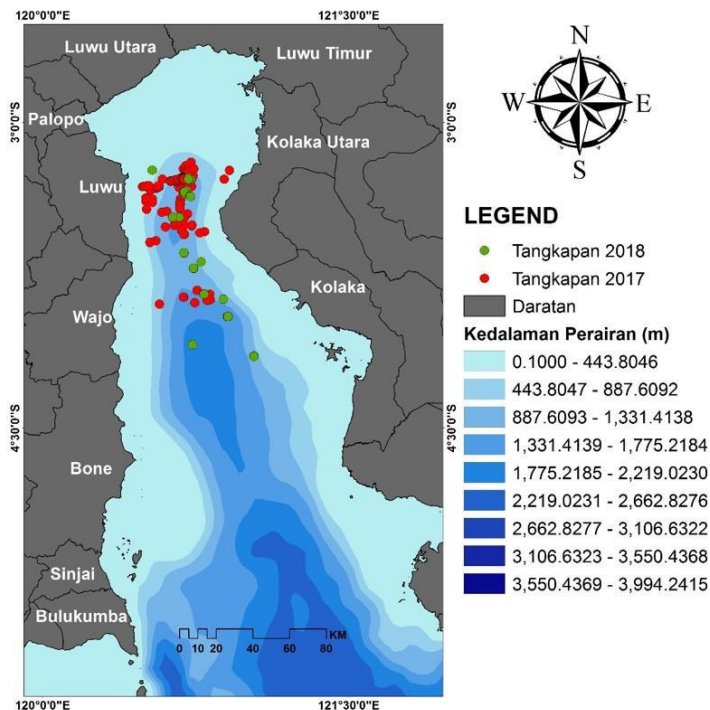 120°0'0"E
121°30'0"E
Luwu Utara
Luwu Timur
3°0'0"S
3°0'0"S
Palopo
Kolaka Utara
Luwu
Kolaka
Wajo
4°30'0"S
4°30'0"S
Bone
Sinjai
Bulukumba
KM
0 10 20 40 60 80
120°0'0"E
121°30'0"E
N
W
E
S
LEGEND
Tangkapan 2018
Tangkapan 2017
Daratan
Kedalaman Perairan (m)
0.1000 - 443.8046
443.8047 - 887.6092
887.6093 - 1,331.4138
1,331.4139 - 1,775.2184
1,775.2185 - 2,219.0230
2,219.0231 - 2,662.8276
2,662.8277 - 3,106.6322
3,106.6323 - 3,550.4368
3,550.4369 - 3,994.2415